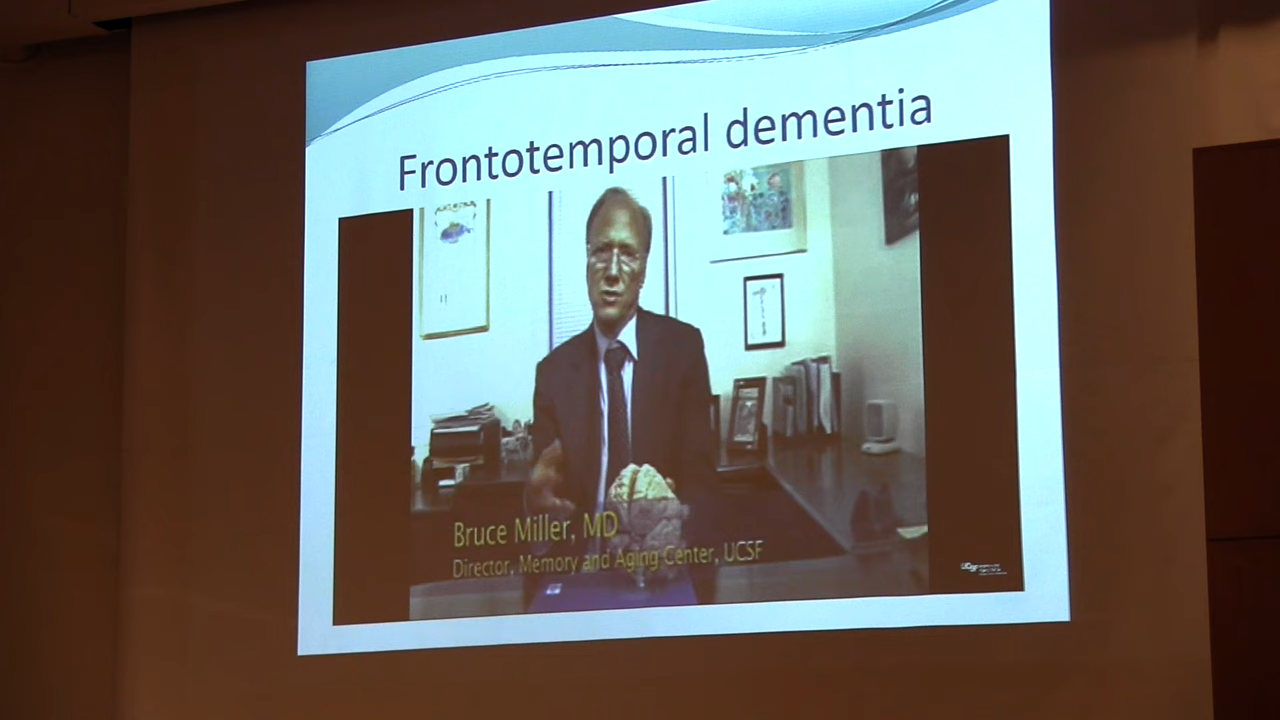 Frontotemporal dementia
Bruce Miller, MD
Director, Memory and Aging Center, UCSF